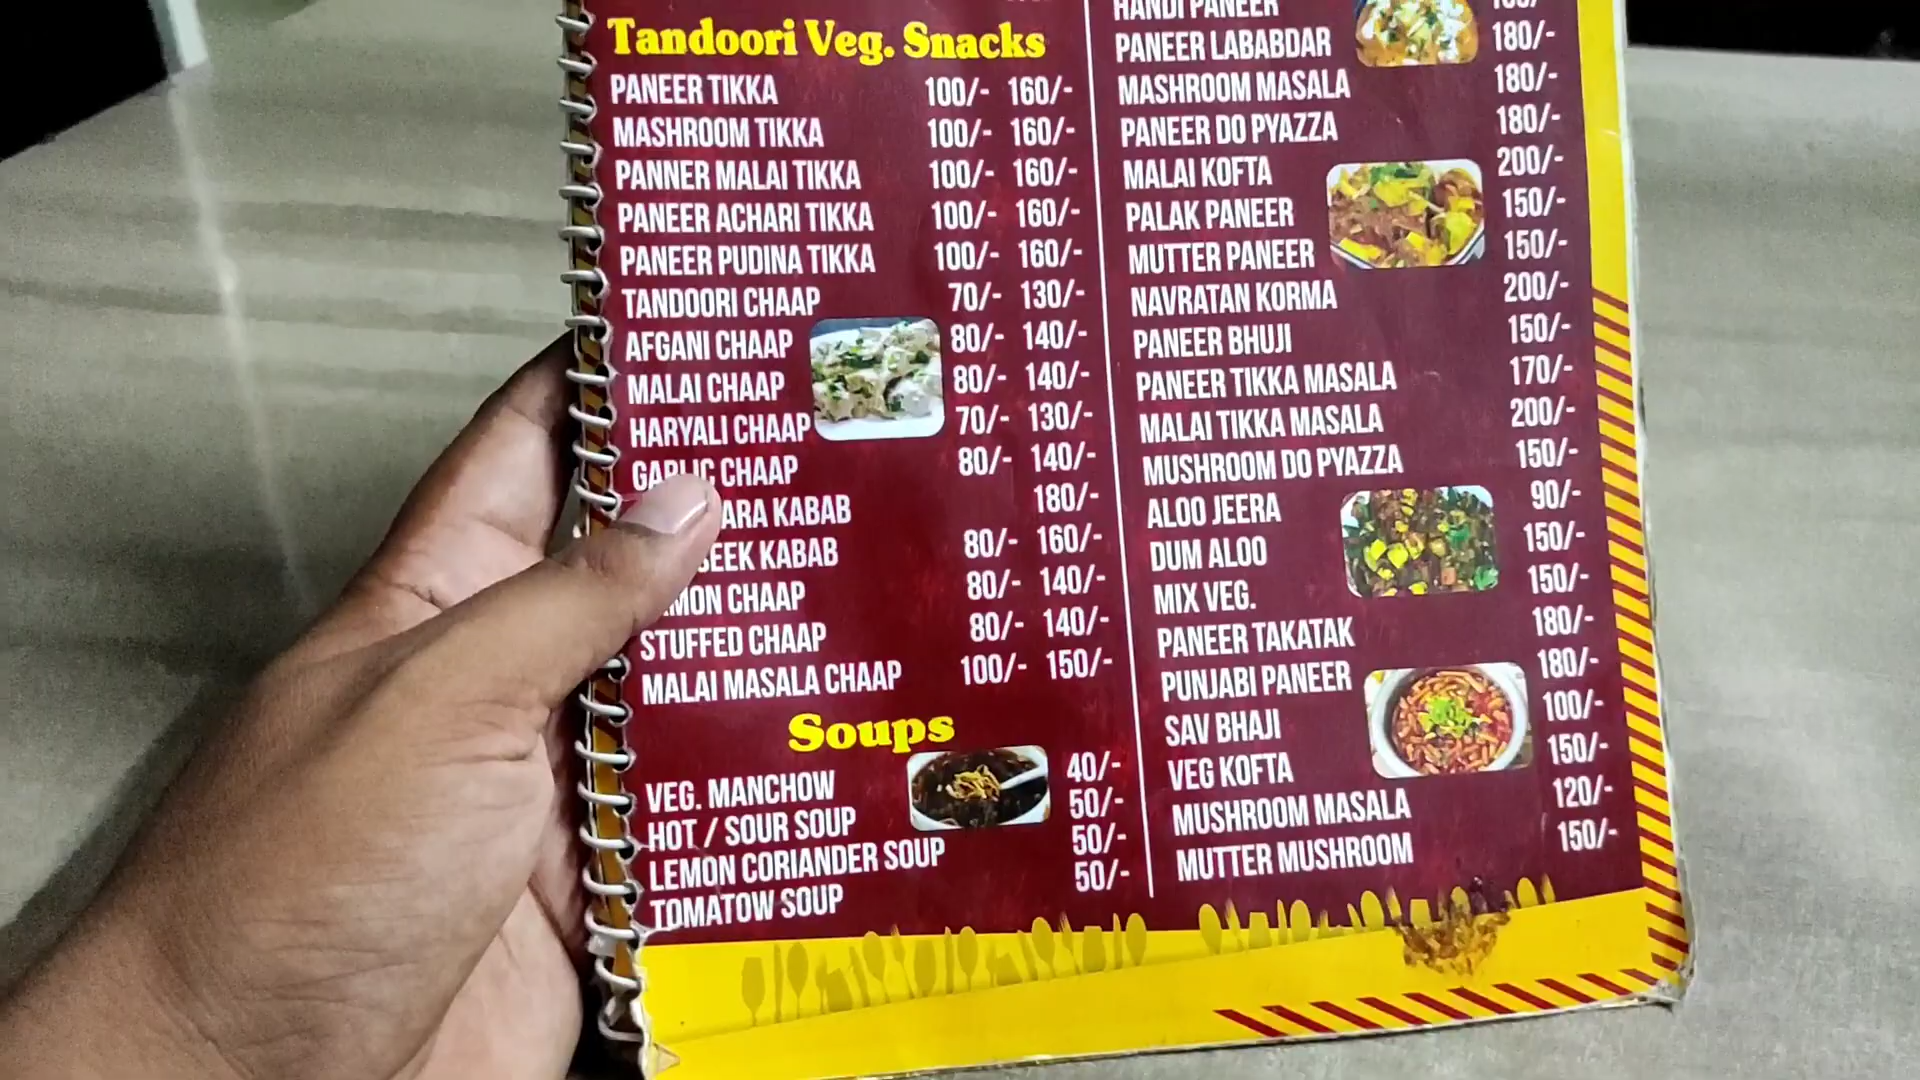 Tandoori Veg. Snacks
PANEER TIKKA 100/- 160/-
MASHROOM TIKKA 100/- 160/-
PANNER MALAI TIKKA 100/- 160/-
PANEER ACHARI TIKKA 100/- 160/-
PANEER PUDINA TIKKA 100/- 160/-
TANDOORI CHAAP 70/- 130/-
AFGANI CHAAP 80/- 140/-
MALAI CHAAP 80/- 140/-
HARYALI CHAAP 70/- 130/-
GARLIC CHAAP 80/- 140/-
KABAB 180/-
KABAB 80/- 160/-
CHAAP 80/- 140/-
STUFFED CHAAP 80/- 140/-
MALAI MASALA CHAAP 100/- 150/-
Soups
VEG. MANCHOW 40/-
HOT / SOUR SOUP 50/-
LEMON CORIANDER SOUP 50/-
TOMATOW SOUP 50/-
HANDI PANEER
PANEER LABABDAR 180/-
MASHROOM MASALA 180/-
PANEER DO PYAZZA 180/-
MALAI KOFTA 200/-
PALAK PANEER 150/-
MUTTER PANEER 150/-
NAVRATAN KORMA 200/-
PANEER BHUJI 150/-
PANEER TIKKA MASALA 170/-
MALAI TIKKA MASALA 200/-
MUSHROOM DO PYAZZA 150/-
ALOO JEERA 90/-
DUM ALOO 150/-
MIX VEG. 150/-
PANEER TAKATAK 180/-
PUNJABI PANEER 180/-
SAV BHAJI 100/-
VEG KOFTA 150/-
MUSHROOM MASALA 120/-
MUTTER MUSHROOM 150/-